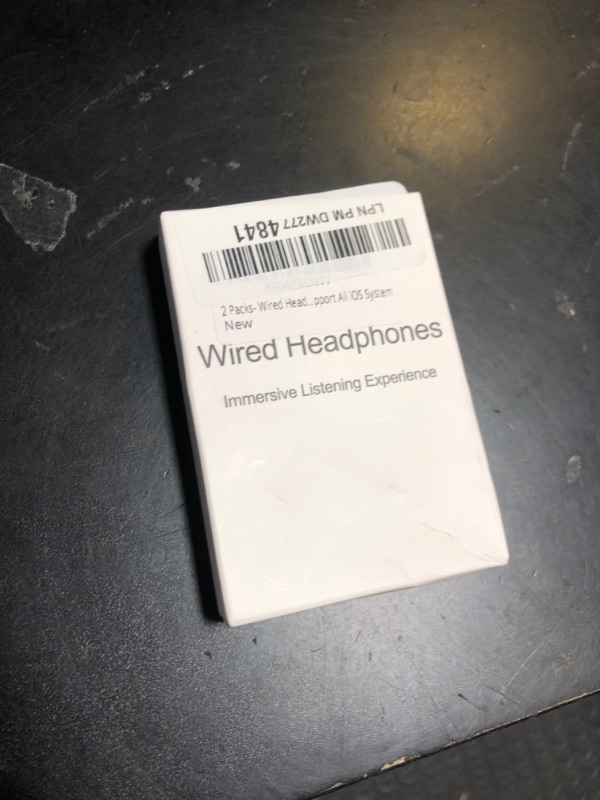 LPN PM DW277 4841
2 Packs- Wired Head...pport All iOS System
New
Wired Headphones
Immersive Listening Experience